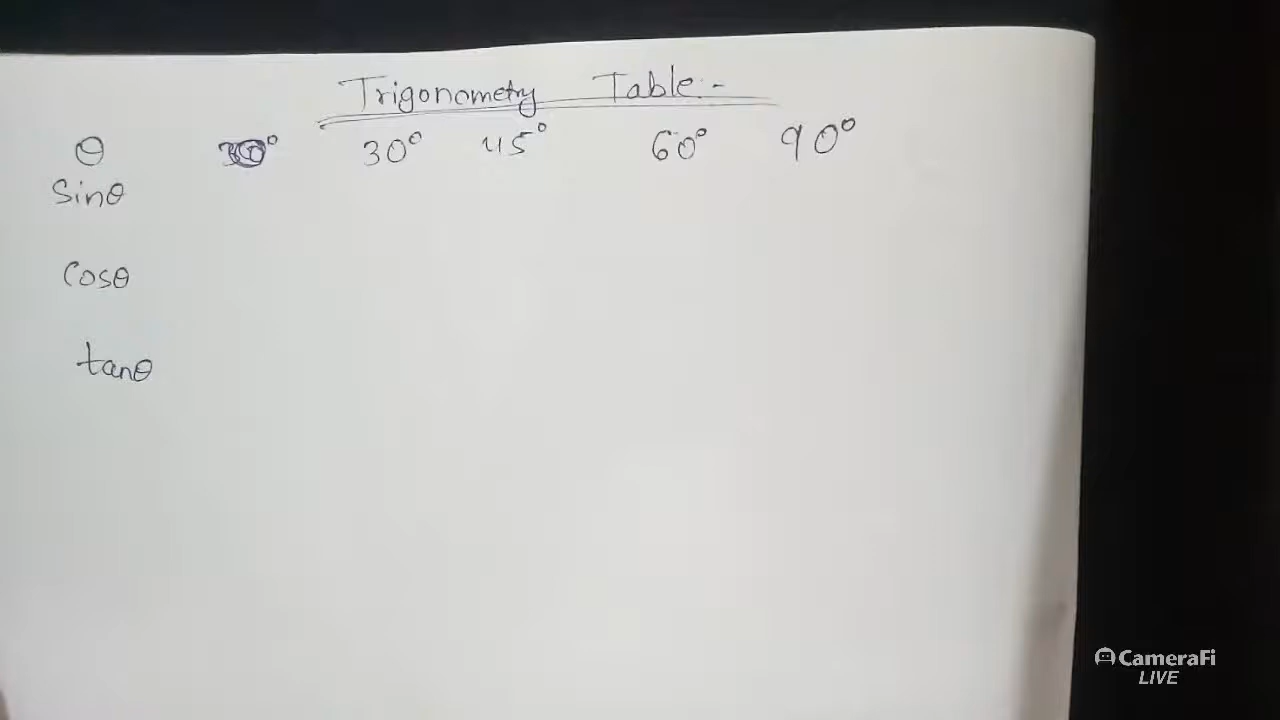 Trigonometry Table:-
θ 30° 45° 60° 90°
Sinθ
Cosθ
tanθ
CameraFi
LIVE